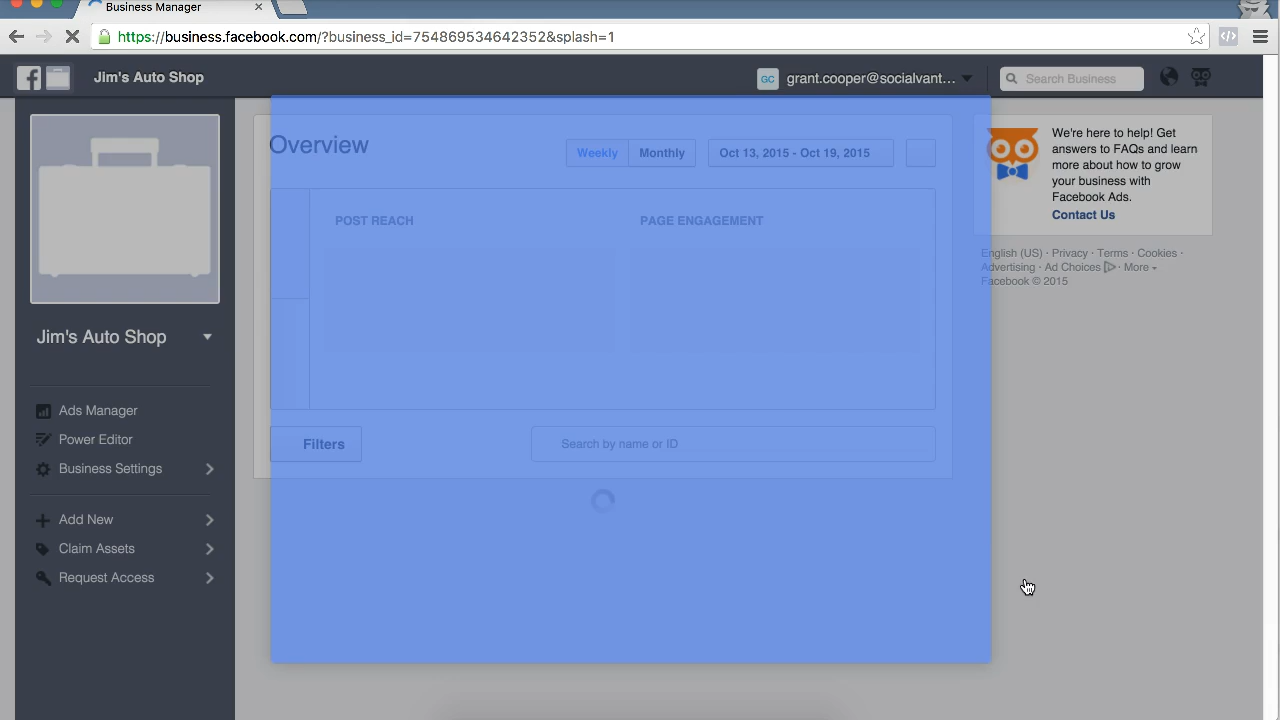 Business Manager
https://business.facebook.com/?business_id=754869534642352&splash=1
Jim's Auto Shop
GC
grant.cooper@socialvant...
Search Business
Overview
Weekly
Monthly
Oct 13, 2015 - Oct 19, 2015
POST REACH
PAGE ENGAGEMENT
Filters
Search by name or ID
Jim's Auto Shop
Ads Manager
Power Editor
Business Settings
Add New
Claim Assets
Request Access
We're here to help! Get
answers to FAQs and learn
more about how to grow
your business with
Facebook Ads.
Contact Us
English (US) · Privacy · Terms · Cookies ·
Advertising · Ad Choices · More
Facebook © 2015